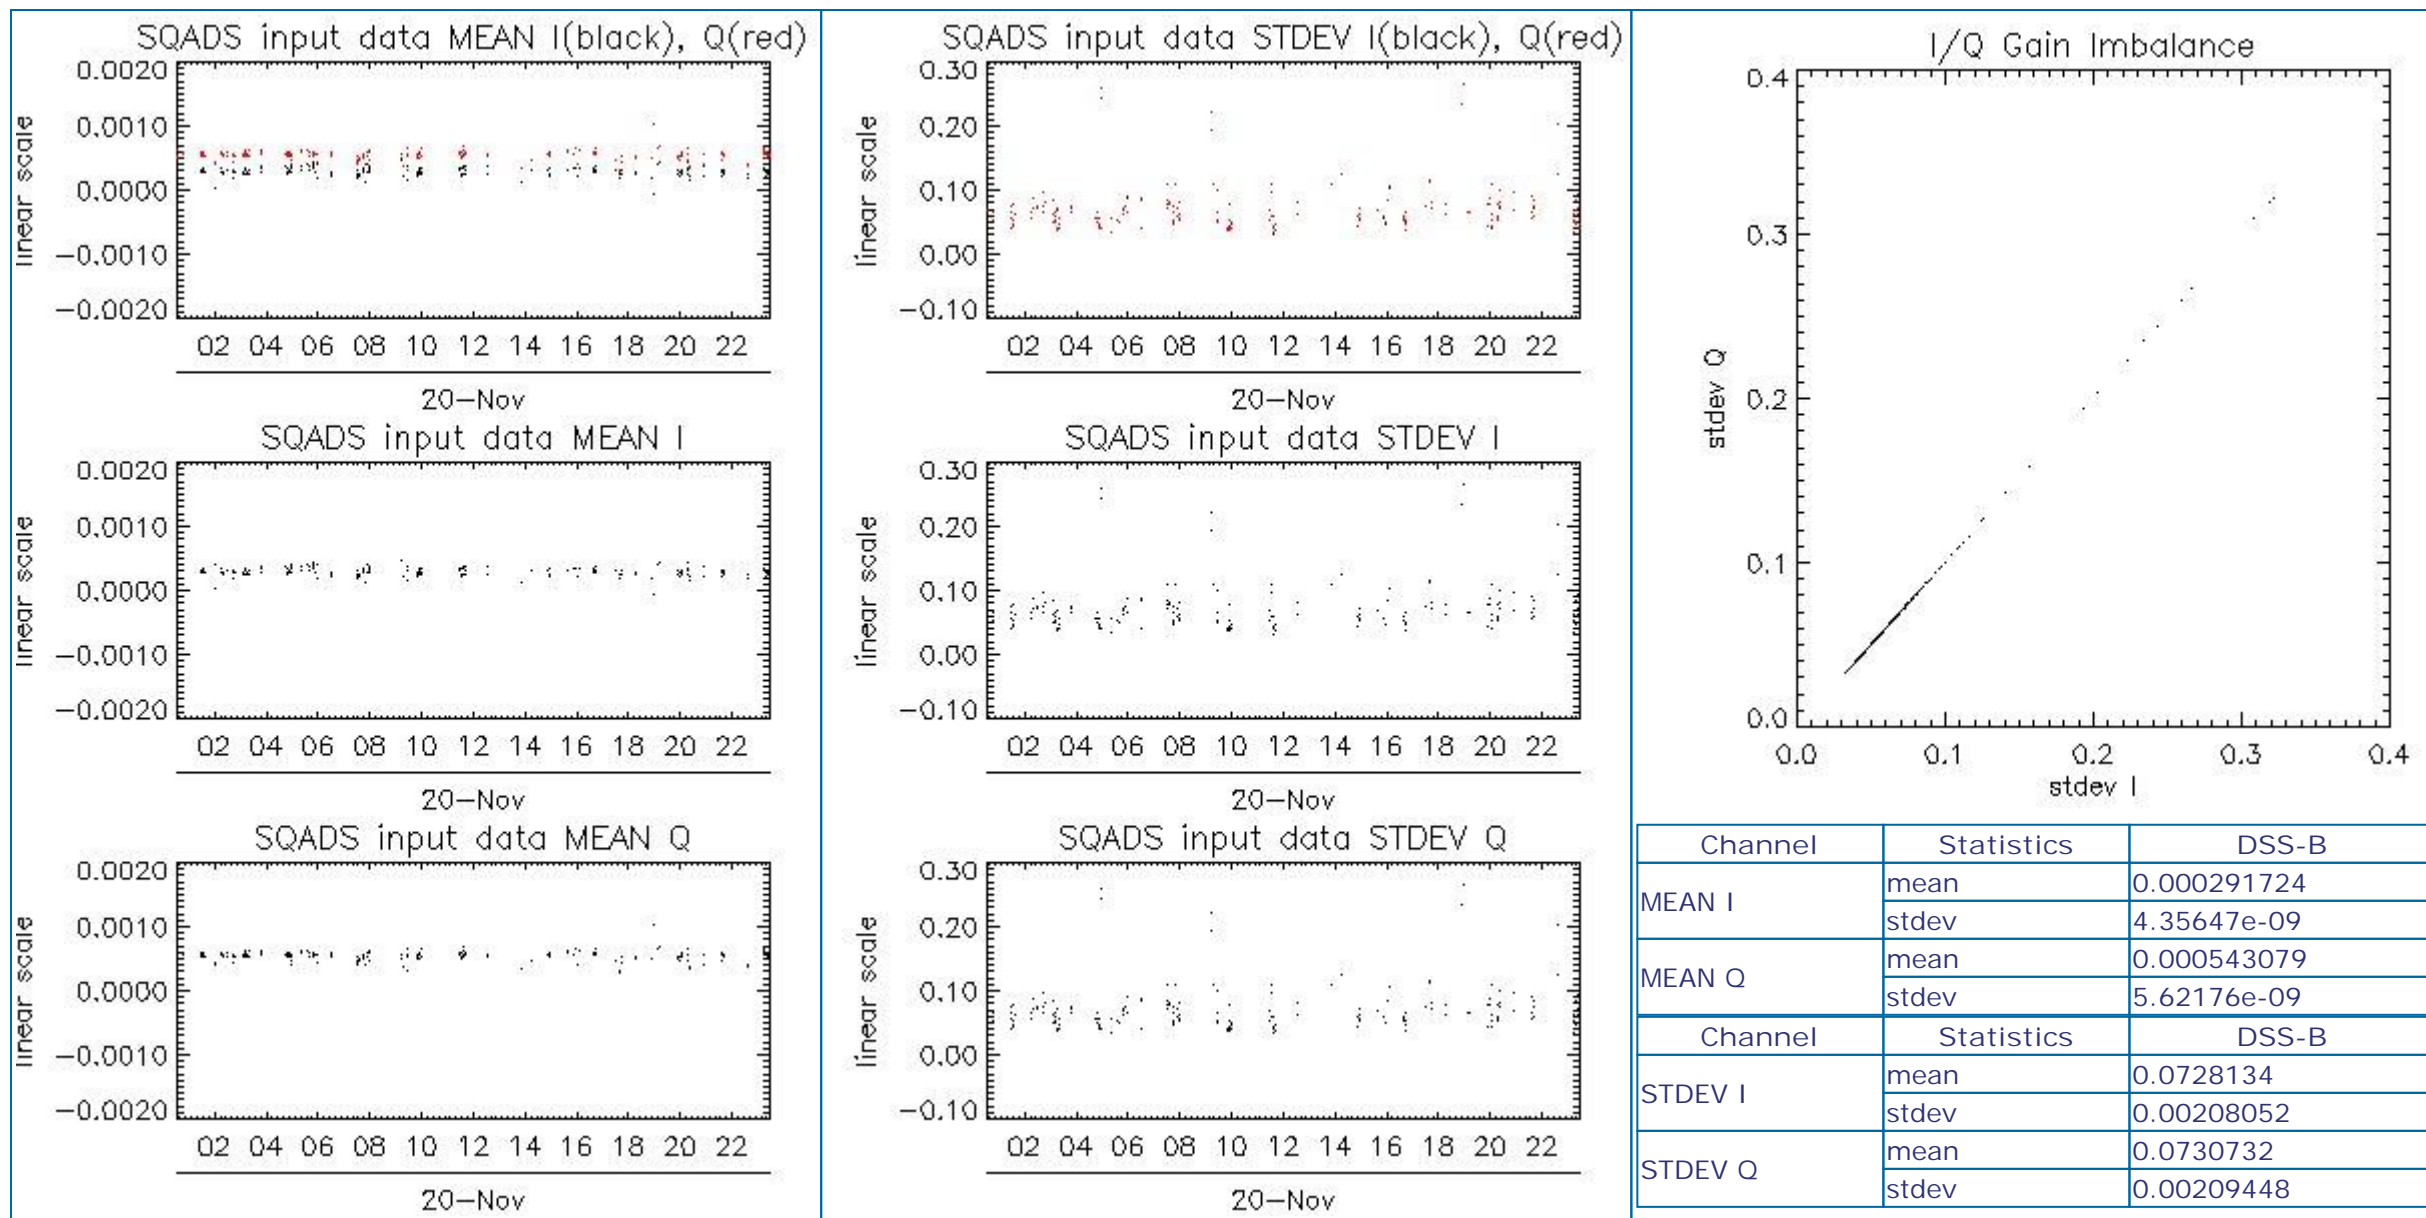 SQADS input data MEAN I(black), Q(red)
linear scale
0.0020
0.0010
0.0000
-0.0010
-0.0020
02 04 06 08 10 12 14 16 18 20 22
20-Nov
SQADS input data MEAN I
linear scale
0.0020
0.0010
0.0000
-0.0010
-0.0020
02 04 06 08 10 12 14 16 18 20 22
20-Nov
SQADS input data MEAN Q
linear scale
0.0020
0.0010
0.0000
-0.0010
-0.0020
02 04 06 08 10 12 14 16 18 20 22
20-Nov
SQADS input data STDEV I(black), Q(red)
linear scale
0.30
0.20
0.10
0.00
-0.10
02 04 06 08 10 12 14 16 18 20 22
20-Nov
SQADS input data STDEV I
linear scale
0.30
0.20
0.10
0.00
-0.10
02 04 06 08 10 12 14 16 18 20 22
20-Nov
SQADS input data STDEV Q
linear scale
0.30
0.20
0.10
0.00
-0.10
02 04 06 08 10 12 14 16 18 20 22
20-Nov
I/Q Gain Imbalance
stdev Q
0.4
0.3
0.2
0.1
0.0
0.0 0.1 0.2 0.3 0.4
stdev I
Channel Statistics DSS-B
MEAN I mean 0.000291724
stdev 4.35647e-09
MEAN Q mean 0.000543079
stdev 5.62176e-09
Channel Statistics DSS-B
STDEV I mean 0.0728134
stdev 0.00208052
STDEV Q mean 0.0730732
stdev 0.00209448